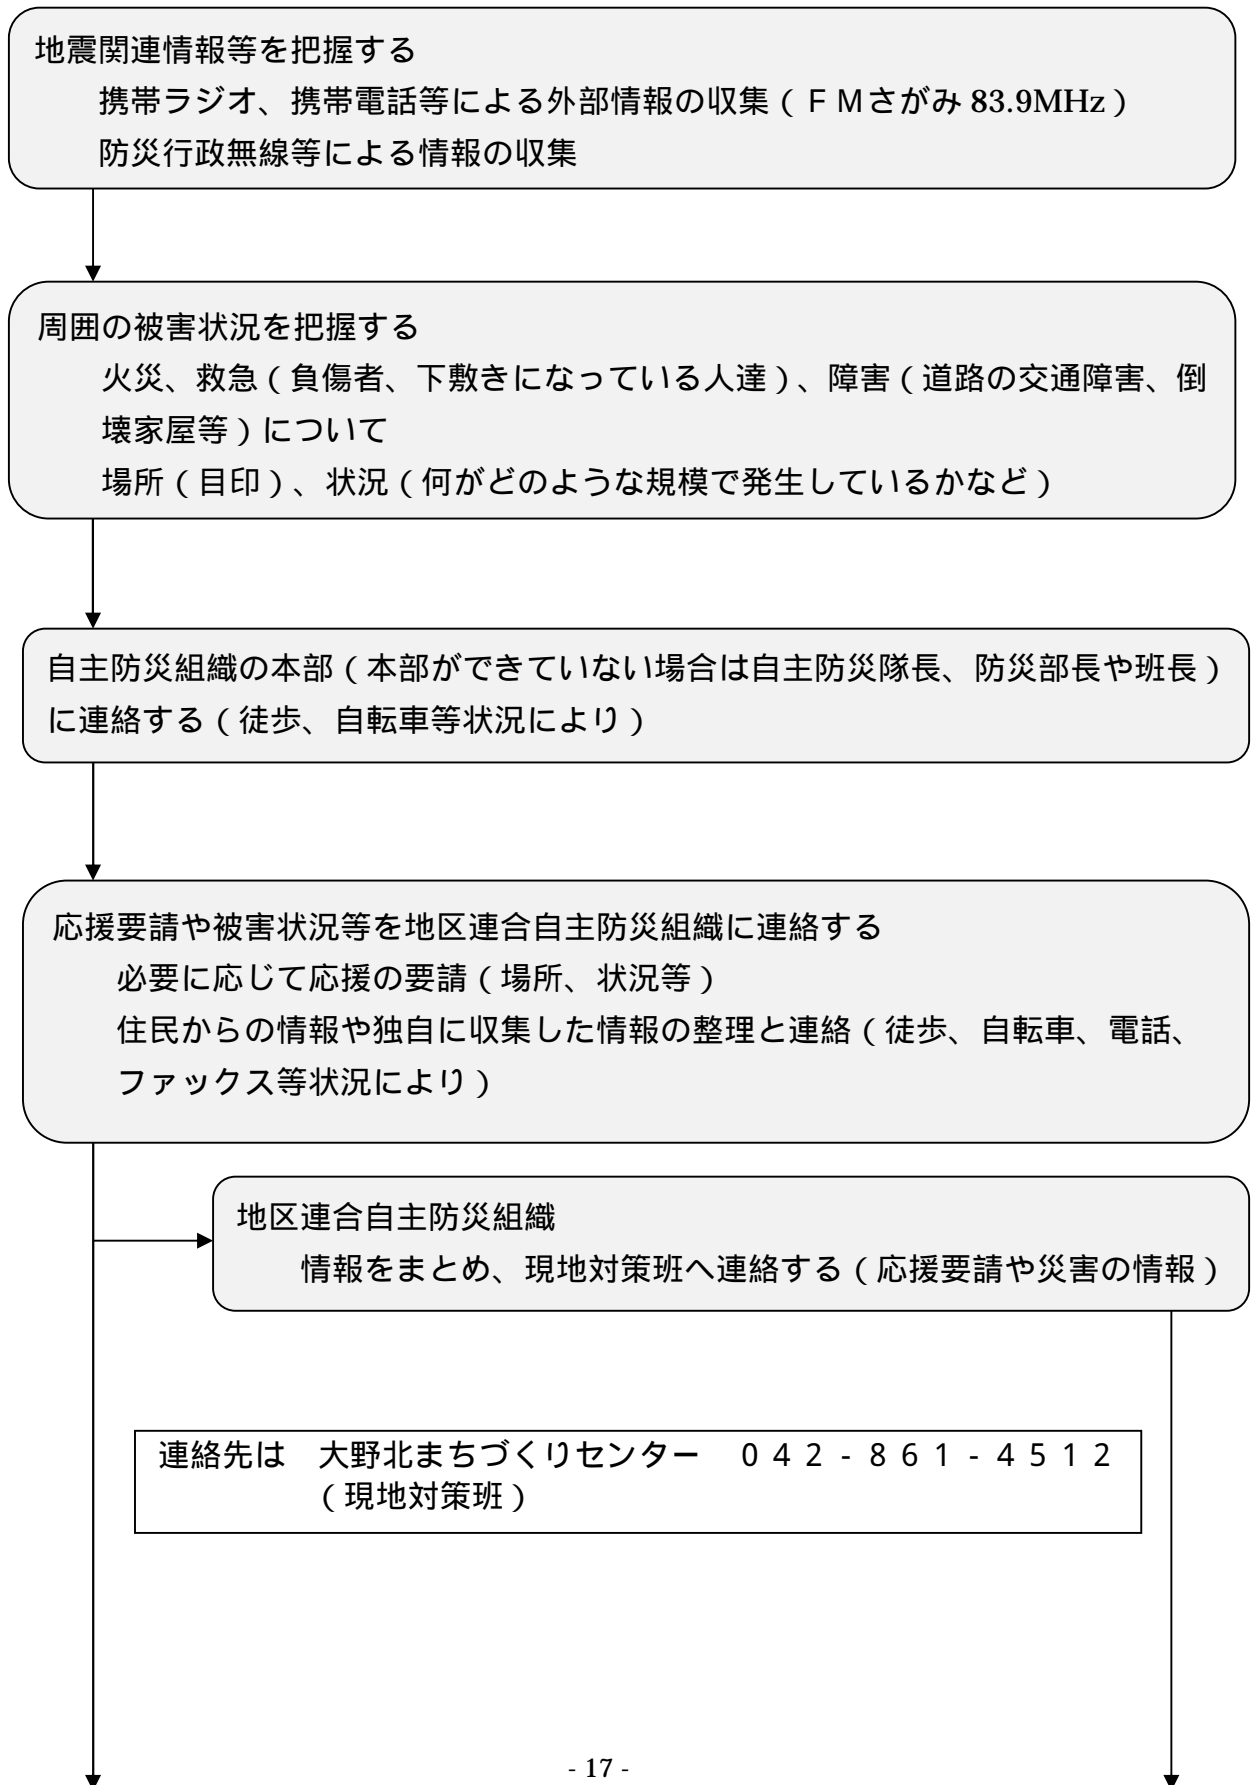 地震関連情報等を把握する
携帯ラジオ、携帯電話等による外部情報の収集（ＦＭさがみ 83.9MHz）
防災行政無線等による情報の収集
周囲の被害状況を把握する
火災、救急（負傷者、下敷きになっている人達）、障害（道路の交通障害、倒
壊家屋等）について
場所（目印）、状況（何がどのような規模で発生しているかなど）
自主防災組織の本部（本部ができていない場合は自主防災隊長、防災部長や班長）
に連絡する（徒歩、自転車等状況により）
応援要請や被害状況等を地区連合自主防災組織に連絡する
必要に応じて応援の要請（場所、状況等）
住民からの情報や独自に収集した情報の整理と連絡（徒歩、自転車、電話、
ファックス等状況により）
地区連合自主防災組織
情報をまとめ、現地対策班へ連絡する（応援要請や災害の情報）
連絡先は　大野北まちづくりセンター　０４２-８６１-４５１２
（現地対策班）
- 17 -